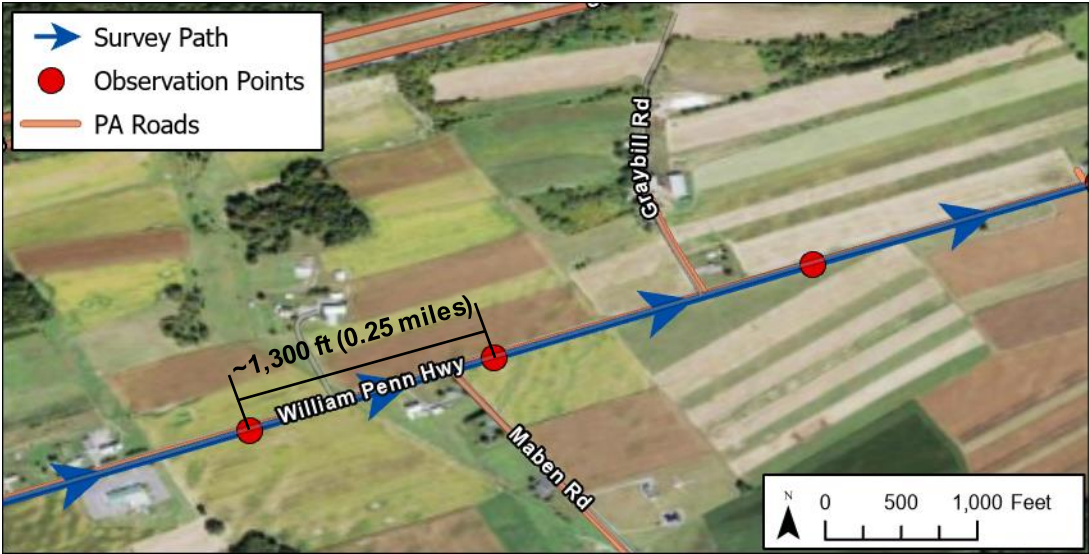 Survey Path
Observation Points
PA Roads
Graybill Rd
~1,300 ft (0.25 miles)
William Penn Hwy
Maben Rd
N
0 500 1,000 Feet